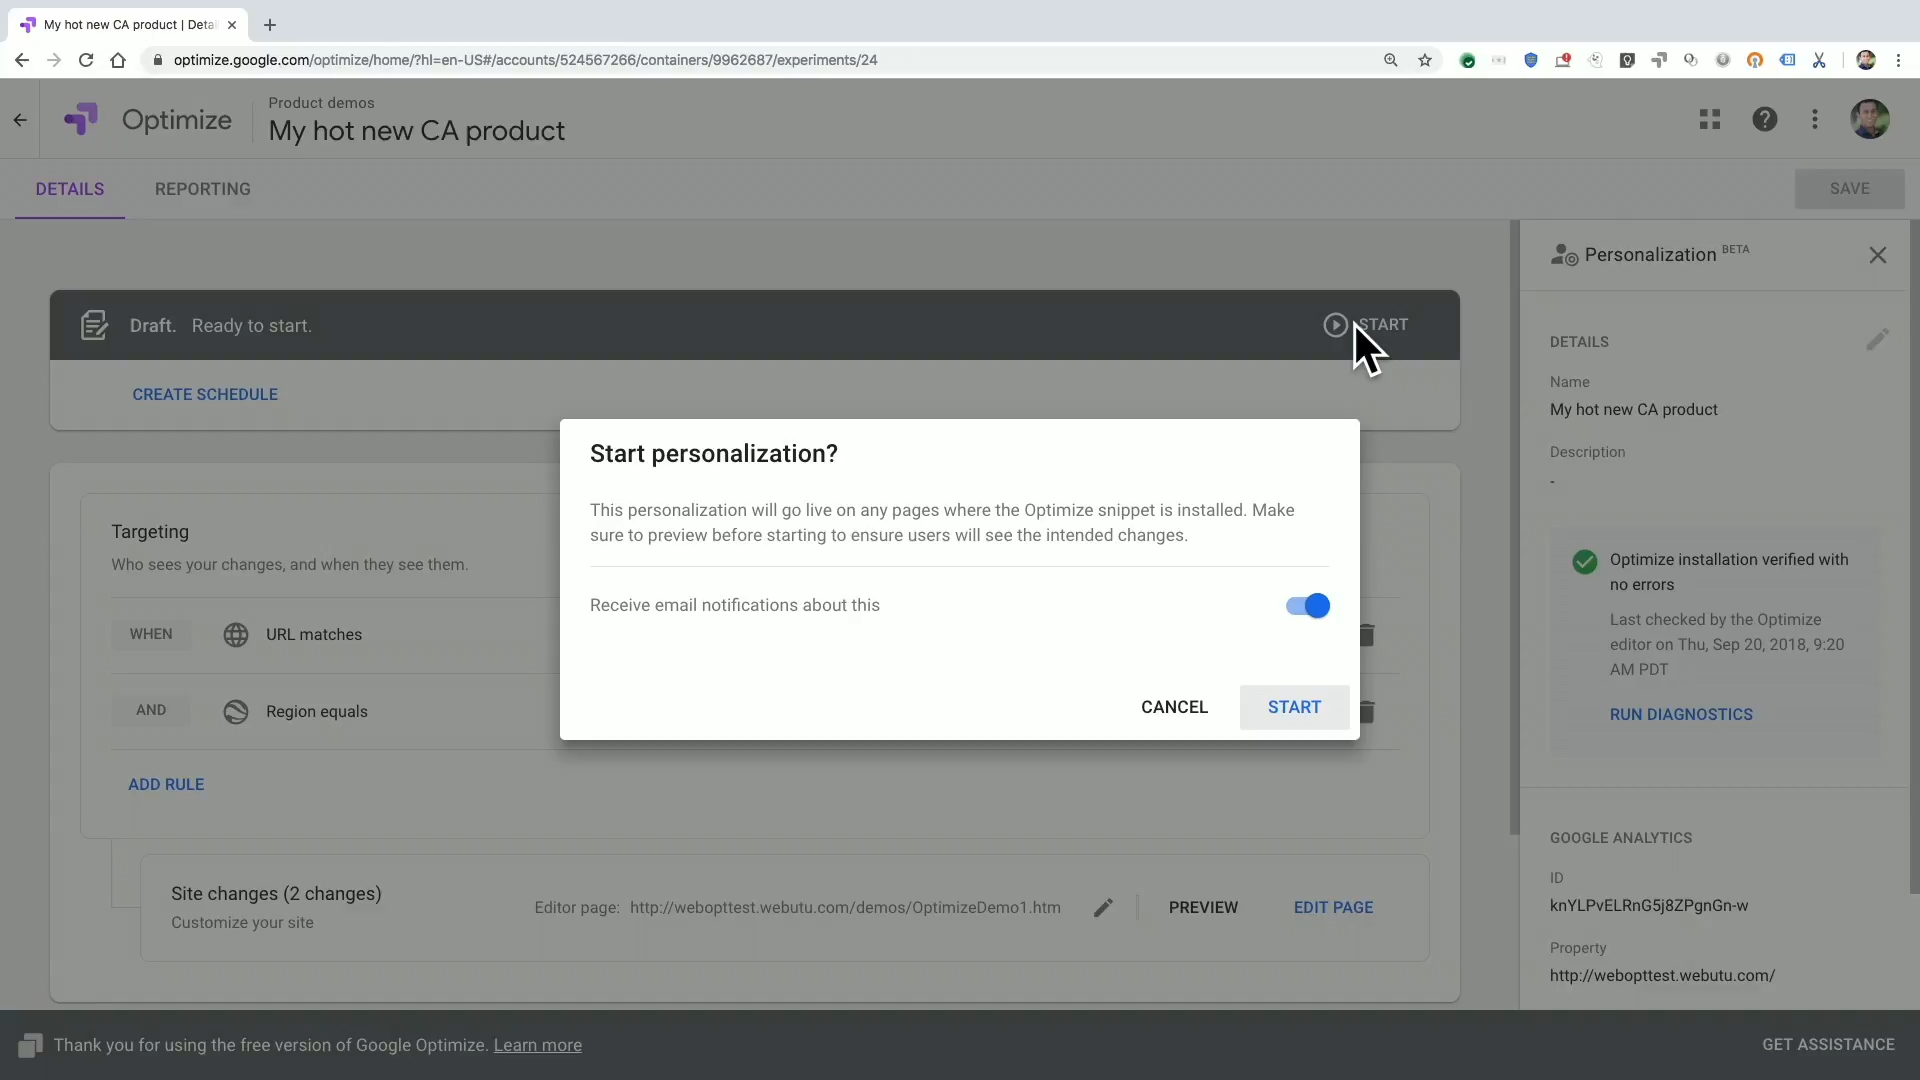 My hot new CA product | Deta
optimize.google.com/optimize/home/?hl=en-US#/accounts/524567266/containers/9962687/experiments/24
Optimize
Product demos
My hot new CA product
DETAILS
REPORTING
SAVE
Draft. Ready to start.
START
CREATE SCHEDULE
Targeting
Who sees your changes, and when they see them.
WHEN
URL matches
AND
Region equals
ADD RULE
Site changes (2 changes)
Customize your site
Editor page: http://webopttest.webutu.com/demos/OptimizeDemo1.htm
PREVIEW
EDIT PAGE
Start personalization?
This personalization will go live on any pages where the Optimize snippet is installed. Make
sure to preview before starting to ensure users will see the intended changes.
Receive email notifications about this
CANCEL
START
Personalization BETA
DETAILS
Name
My hot new CA product
Description
-
Optimize installation verified with
no errors
Last checked by the Optimize
editor on Thu, Sep 20, 2018, 9:20
AM PDT
RUN DIAGNOSTICS
GOOGLE ANALYTICS
ID
knYLPvELRnG5j8ZPgnGn-w
Property
http://webopttest.webutu.com/
Thank you for using the free version of Google Optimize. Learn more
GET ASSISTANCE